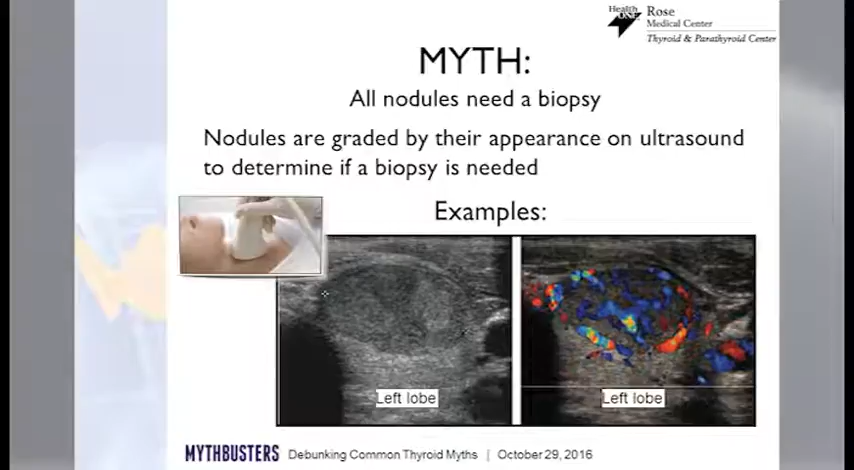 Health ONE
Rose
Medical Center
Thyroid & Parathyroid Center
MYTH:
All nodules need a biopsy
Nodules are graded by their appearance on ultrasound
to determine if a biopsy is needed
Examples:
Left lobe
Left lobe
MYTHBUSTERS Debunking Common Thyroid Myths | October 29, 2016